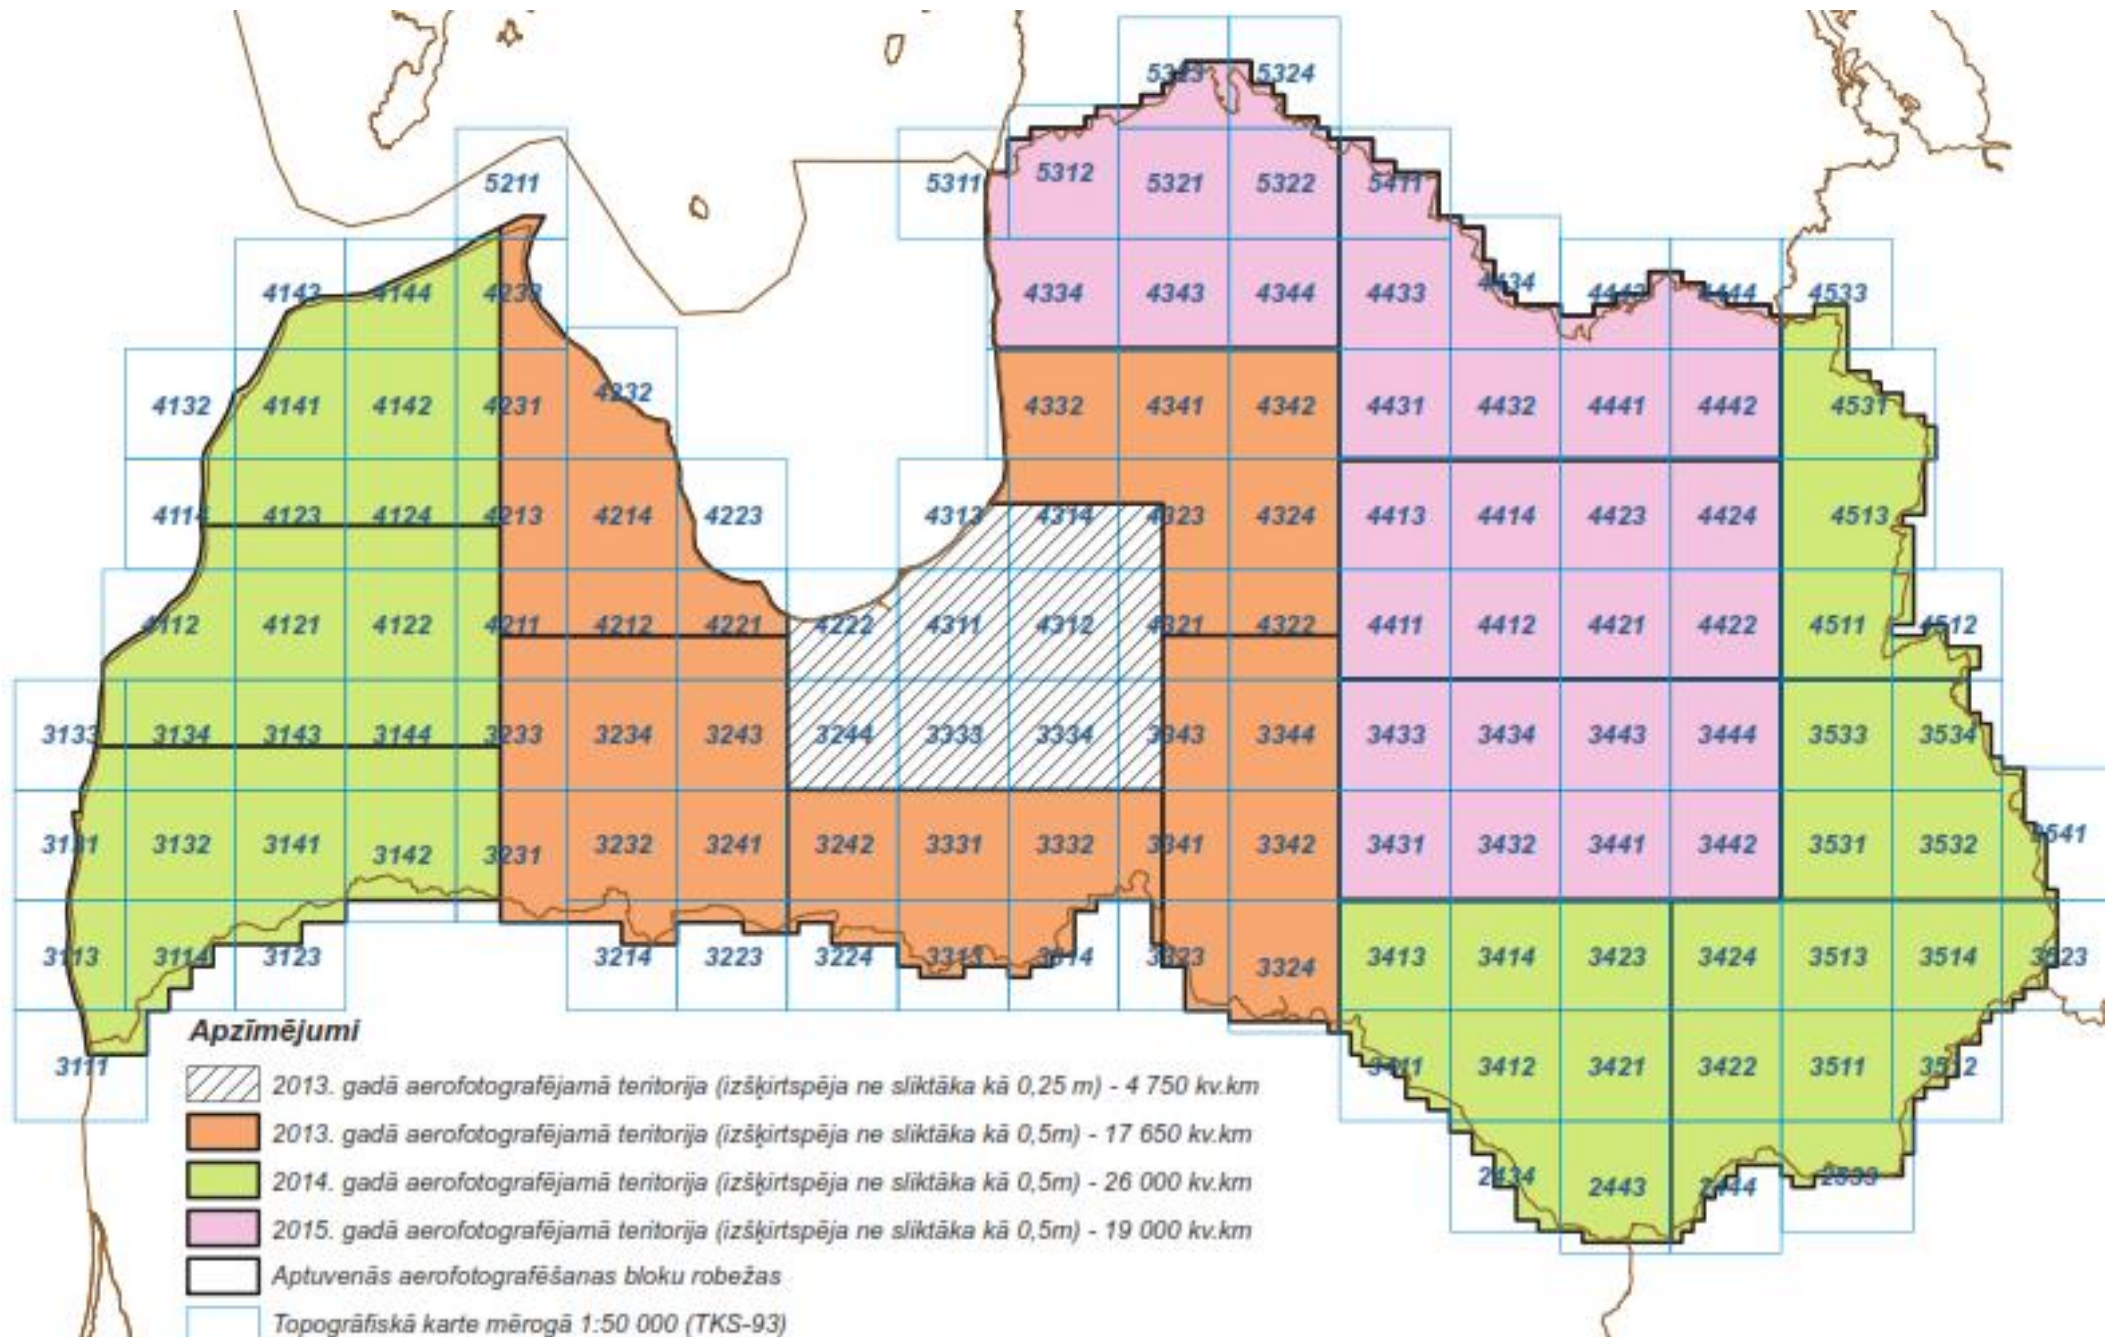 5323 5324
5211 5311 5312 5321 5322 5411
4143 4144 4233 4334 4343 4344 4433 4434 4443 4444 4533
4132 4141 4142 4231 4232 4332 4341 4342 4431 4432 4441 4442 4531
4114 4123 4124 4213 4214 4223 4313 4314 4323 4324 4413 4414 4423 4424 4513
4112 4121 4122 4211 4212 4221 4222 4311 4312 4321 4322 4411 4412 4421 4422 4511 4512
3133 3134 3143 3144 3233 3234 3243 3244 3333 3334 3343 3344 3433 3434 3443 3444 3533 3534
3131 3132 3141 3142 3231 3232 3241 3242 3331 3332 3341 3342 3431 3432 3441 3442 3531 3532 3541
3113 3114 3123 3214 3223 3224 3313 3314 3323 3324 3413 3414 3423 3424 3513 3514 3523
3111 3411 3412 3421 3422 3511 3512
2434 2443 2444 2533
Apzīmējumi
2013. gadā aerofotografējamā teritorija (izšķirtspēja ne sliktāka kā 0,25 m) - 4 750 kv.km
2013. gadā aerofotografējamā teritorija (izšķirtspēja ne sliktāka kā 0,5m) - 17 650 kv.km
2014. gadā aerofotografējamā teritorija (izšķirtspēja ne sliktāka kā 0,5m) - 26 000 kv.km
2015. gadā aerofotografējamā teritorija (izšķirtspēja ne sliktāka kā 0,5m) - 19 000 kv.km
Aptuvenās aerofotografēšanas bloku robežas
Topogrāfiskā karte mērogā 1:50 000 (TKS-93)